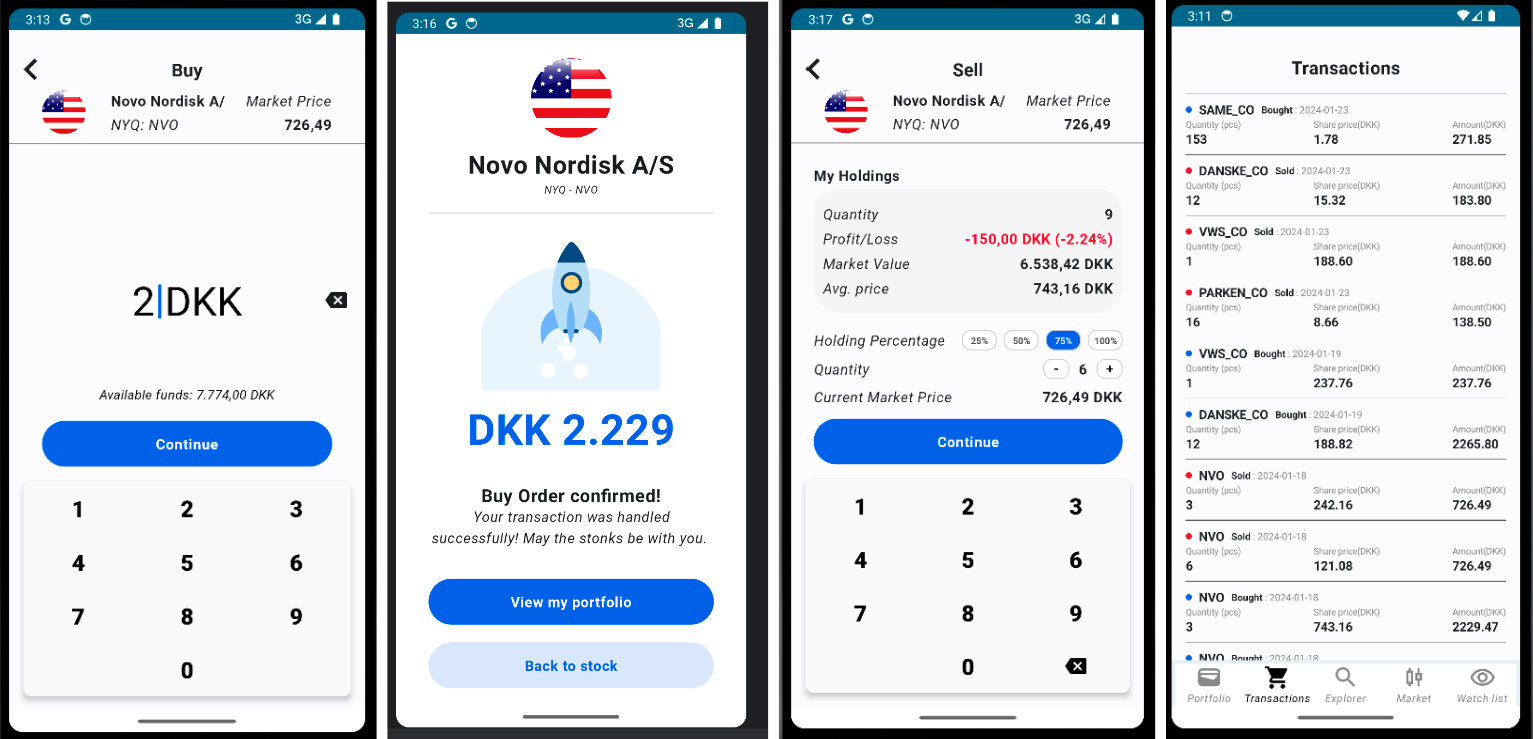 3:13 G 3G
Buy
Novo Nordisk A/ Market Price
NYQ: NVO 726,49
2 DKK
Available funds: 7.774,00 DKK
Continue
1 2 3
4 5 6
7 8 9
0
3:16 G 3G
Novo Nordisk A/S
NYQ - NVO
DKK 2.229
Buy Order confirmed!
Your transaction was handled
successfully! May the stonks be with you.
View my portfolio
Back to stock
3:17 G 3G
Sell
Novo Nordisk A/ Market Price
NYQ: NVO 726,49
My Holdings
Quantity 9
Profit/Loss -150,00 DKK (-2.24%)
Market Value 6.538,42 DKK
Avg. price 743,16 DKK
Holding Percentage 25% 50% 75% 100%
Quantity - 6 +
Current Market Price 726,49 DKK
Continue
1 2 3
4 5 6
7 8 9
0
3:11
Transactions
SAME_CO Bought : 2024-01-23
Quantity (pcs) Share price(DKK) Amount(DKK)
153 1.78 271.85
DANSKE_CO Sold : 2024-01-23
Quantity (pcs) Share price(DKK) Amount(DKK)
12 15.32 183.80
VWS_CO Sold : 2024-01-23
Quantity (pcs) Share price(DKK) Amount(DKK)
1 188.60 188.60
PARKEN_CO Sold : 2024-01-23
Quantity (pcs) Share price(DKK) Amount(DKK)
16 8.66 138.50
VWS_CO Bought : 2024-01-19
Quantity (pcs) Share price(DKK) Amount(DKK)
1 237.76 237.76
DANSKE_CO Bought : 2024-01-19
Quantity (pcs) Share price(DKK) Amount(DKK)
12 188.82 2265.80
NVO Sold : 2024-01-18
Quantity (pcs) Share price(DKK) Amount(DKK)
3 242.16 726.49
NVO Sold : 2024-01-18
Quantity (pcs) Share price(DKK) Amount(DKK)
6 121.08 726.49
NVO Bought : 2024-01-18
Quantity (pcs) Share price(DKK) Amount(DKK)
3 743.16 2229.47
NVO Bought : 2024-01-18
Portfolio Transactions Explorer Market Watch list